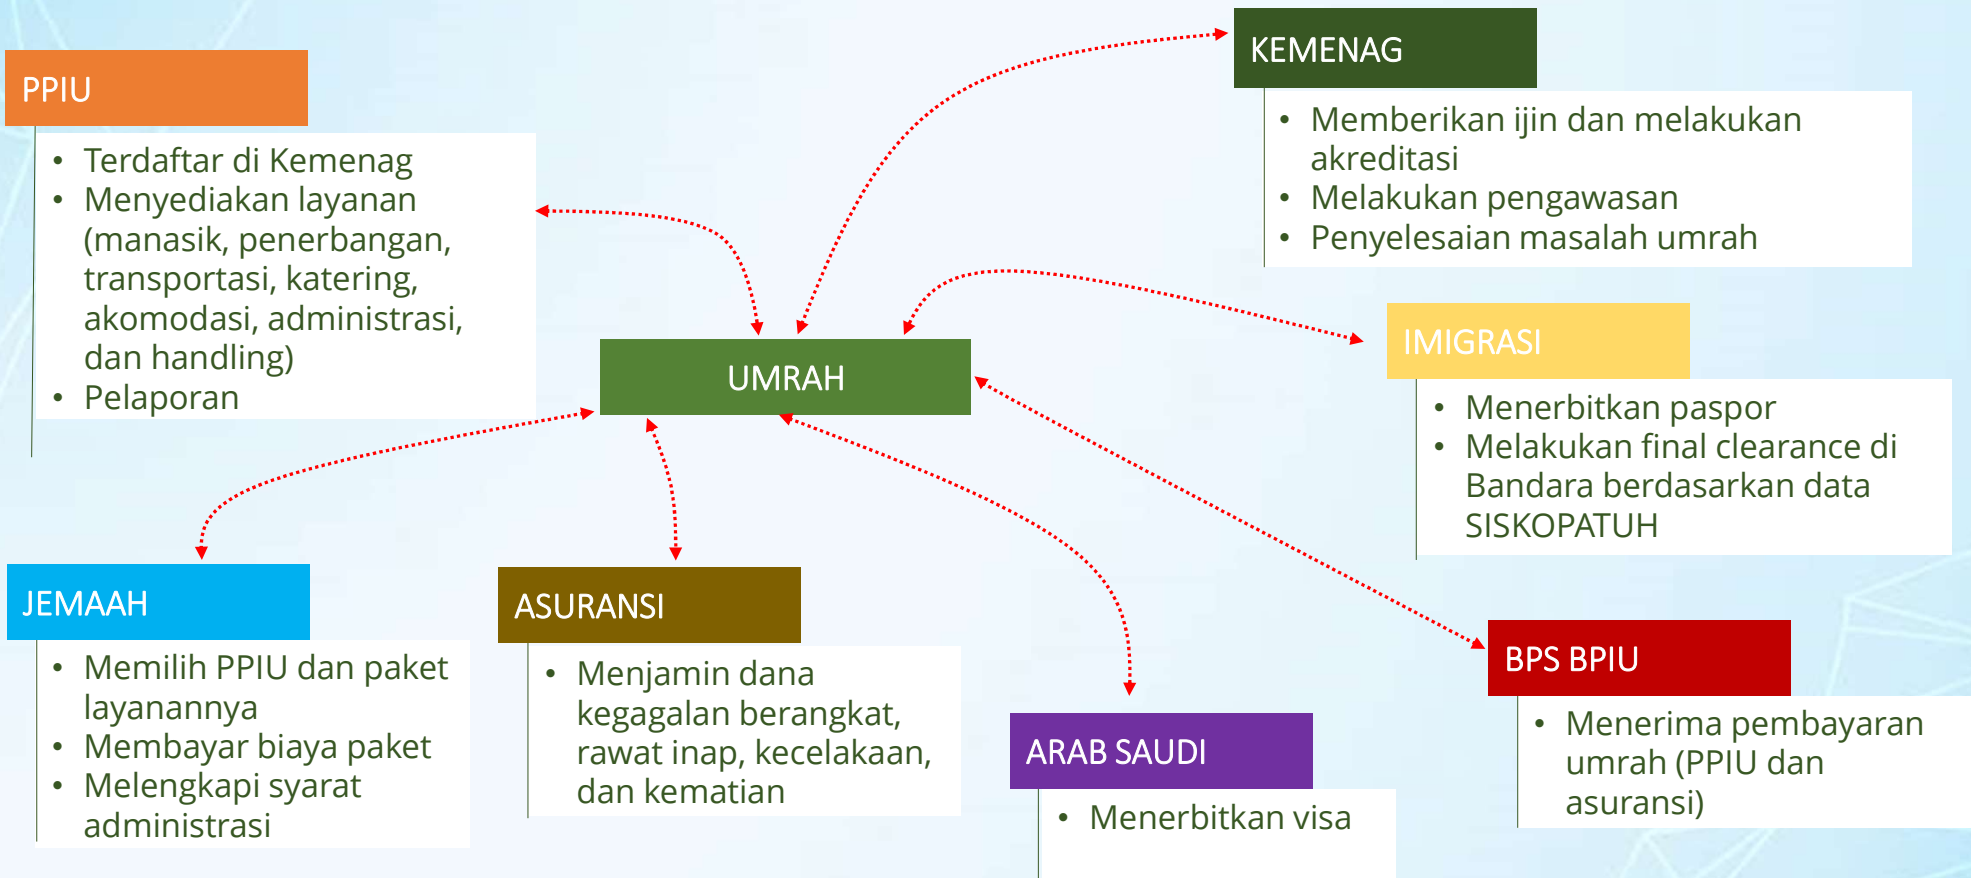 PPIU
• Terdaftar di Kemenag
• Menyediakan layanan
(manasik, penerbangan,
transportasi, katering,
akomodasi, administrasi,
dan handling)
• Pelaporan
KEMENAG
• Memberikan ijin dan melakukan
akreditasi
• Melakukan pengawasan
• Penyelesaian masalah umrah
UMRAH
IMIGRASI
• Menerbitkan paspor
• Melakukan final clearance di
Bandara berdasarkan data
SISKOPATUH
JEMAAH
• Memilih PPIU dan paket
layanannya
• Membayar biaya paket
• Melengkapi syarat
administrasi
ASURANSI
• Menjamin dana
kegagalan berangkat,
rawat inap, kecelakaan,
dan kematian
ARAB SAUDI
• Menerbitkan visa
BPS BPIU
• Menerima pembayaran
umrah (PPIU dan
asuransi)